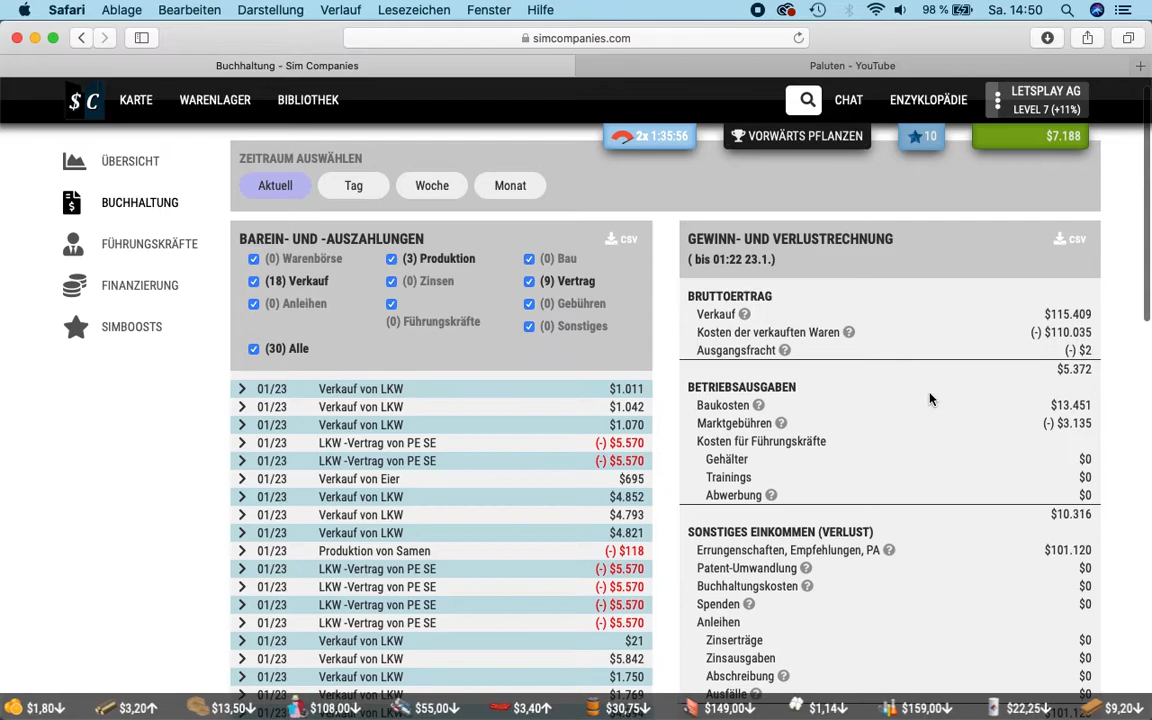 Safari Ablage Bearbeiten Darstellung Verlauf Lesezeichen Fenster Hilfe 98 % Sa. 14:50
simcompanies.com
Buchhaltung - Sim Companies Paluten - YouTube
$ C KARTE WARENLAGER BIBLIOTHEK CHAT ENZYKLOPÄDIE LETSPLAY AG
LEVEL 7 (+11%)
2x 1:35:56 VORWÄRTS PFLANZEN 10 $7.188
ÜBERSICHT
BUCHHALTUNG
FÜHRUNGSKRÄFTE
FINANZIERUNG
SIMBOOSTS
ZEITRAUM AUSWÄHLEN
Aktuell Tag Woche Monat
BAREIN- UND -AUSZAHLUNGEN CSV
(0) Warenbörse (3) Produktion (0) Bau
(18) Verkauf (0) Zinsen (9) Vertrag
(0) Anleihen (0) Führungskräfte (0) Gebühren
(0) Sonstiges
(30) Alle
01/23 Verkauf von LKW $1.011
01/23 Verkauf von LKW $1.042
01/23 Verkauf von LKW $1.070
01/23 LKW -Vertrag von PE SE (-) $5.570
01/23 LKW -Vertrag von PE SE (-) $5.570
01/23 Verkauf von Eier $695
01/23 Verkauf von LKW $4.852
01/23 Verkauf von LKW $4.793
01/23 Verkauf von LKW $4.821
01/23 Produktion von Samen (-) $118
01/23 LKW -Vertrag von PE SE (-) $5.570
01/23 LKW -Vertrag von PE SE (-) $5.570
01/23 LKW -Vertrag von PE SE (-) $5.570
01/23 LKW -Vertrag von PE SE (-) $5.570
01/23 Verkauf von LKW $21
01/23 Verkauf von LKW $5.842
01/23 Verkauf von LKW $1.750
01/23 Verkauf von LKW $1.769
GEWINN- UND VERLUSTRECHNUNG CSV
( bis 01:22 23.1.)
BRUTTOERTRAG
Verkauf $115.409
Kosten der verkauften Waren (-) $110.035
Ausgangsfracht (-) $2
$5.372
BETRIEBSAUSGABEN
Baukosten $13.451
Marktgebühren (-) $3.135
Kosten für Führungskräfte
Gehälter $0
Trainings $0
Abwerbung $0
$10.316
SONSTIGES EINKOMMEN (VERLUST)
Errungenschaften, Empfehlungen, PA $101.120
Patent-Umwandlung $0
Buchhaltungskosten $0
Spenden $0
Anleihen
Zinserträge $0
Zinsausgaben $0
Abschreibung $0
Ausfälle $0
$1,80↓ $3,20↑ $13,50↓ $108,00↓ $55,00↓ $3,40↑ $30,75↓ $149,00↓ $1,14↓ $159,00↓ $22,25↓ $9,20↓